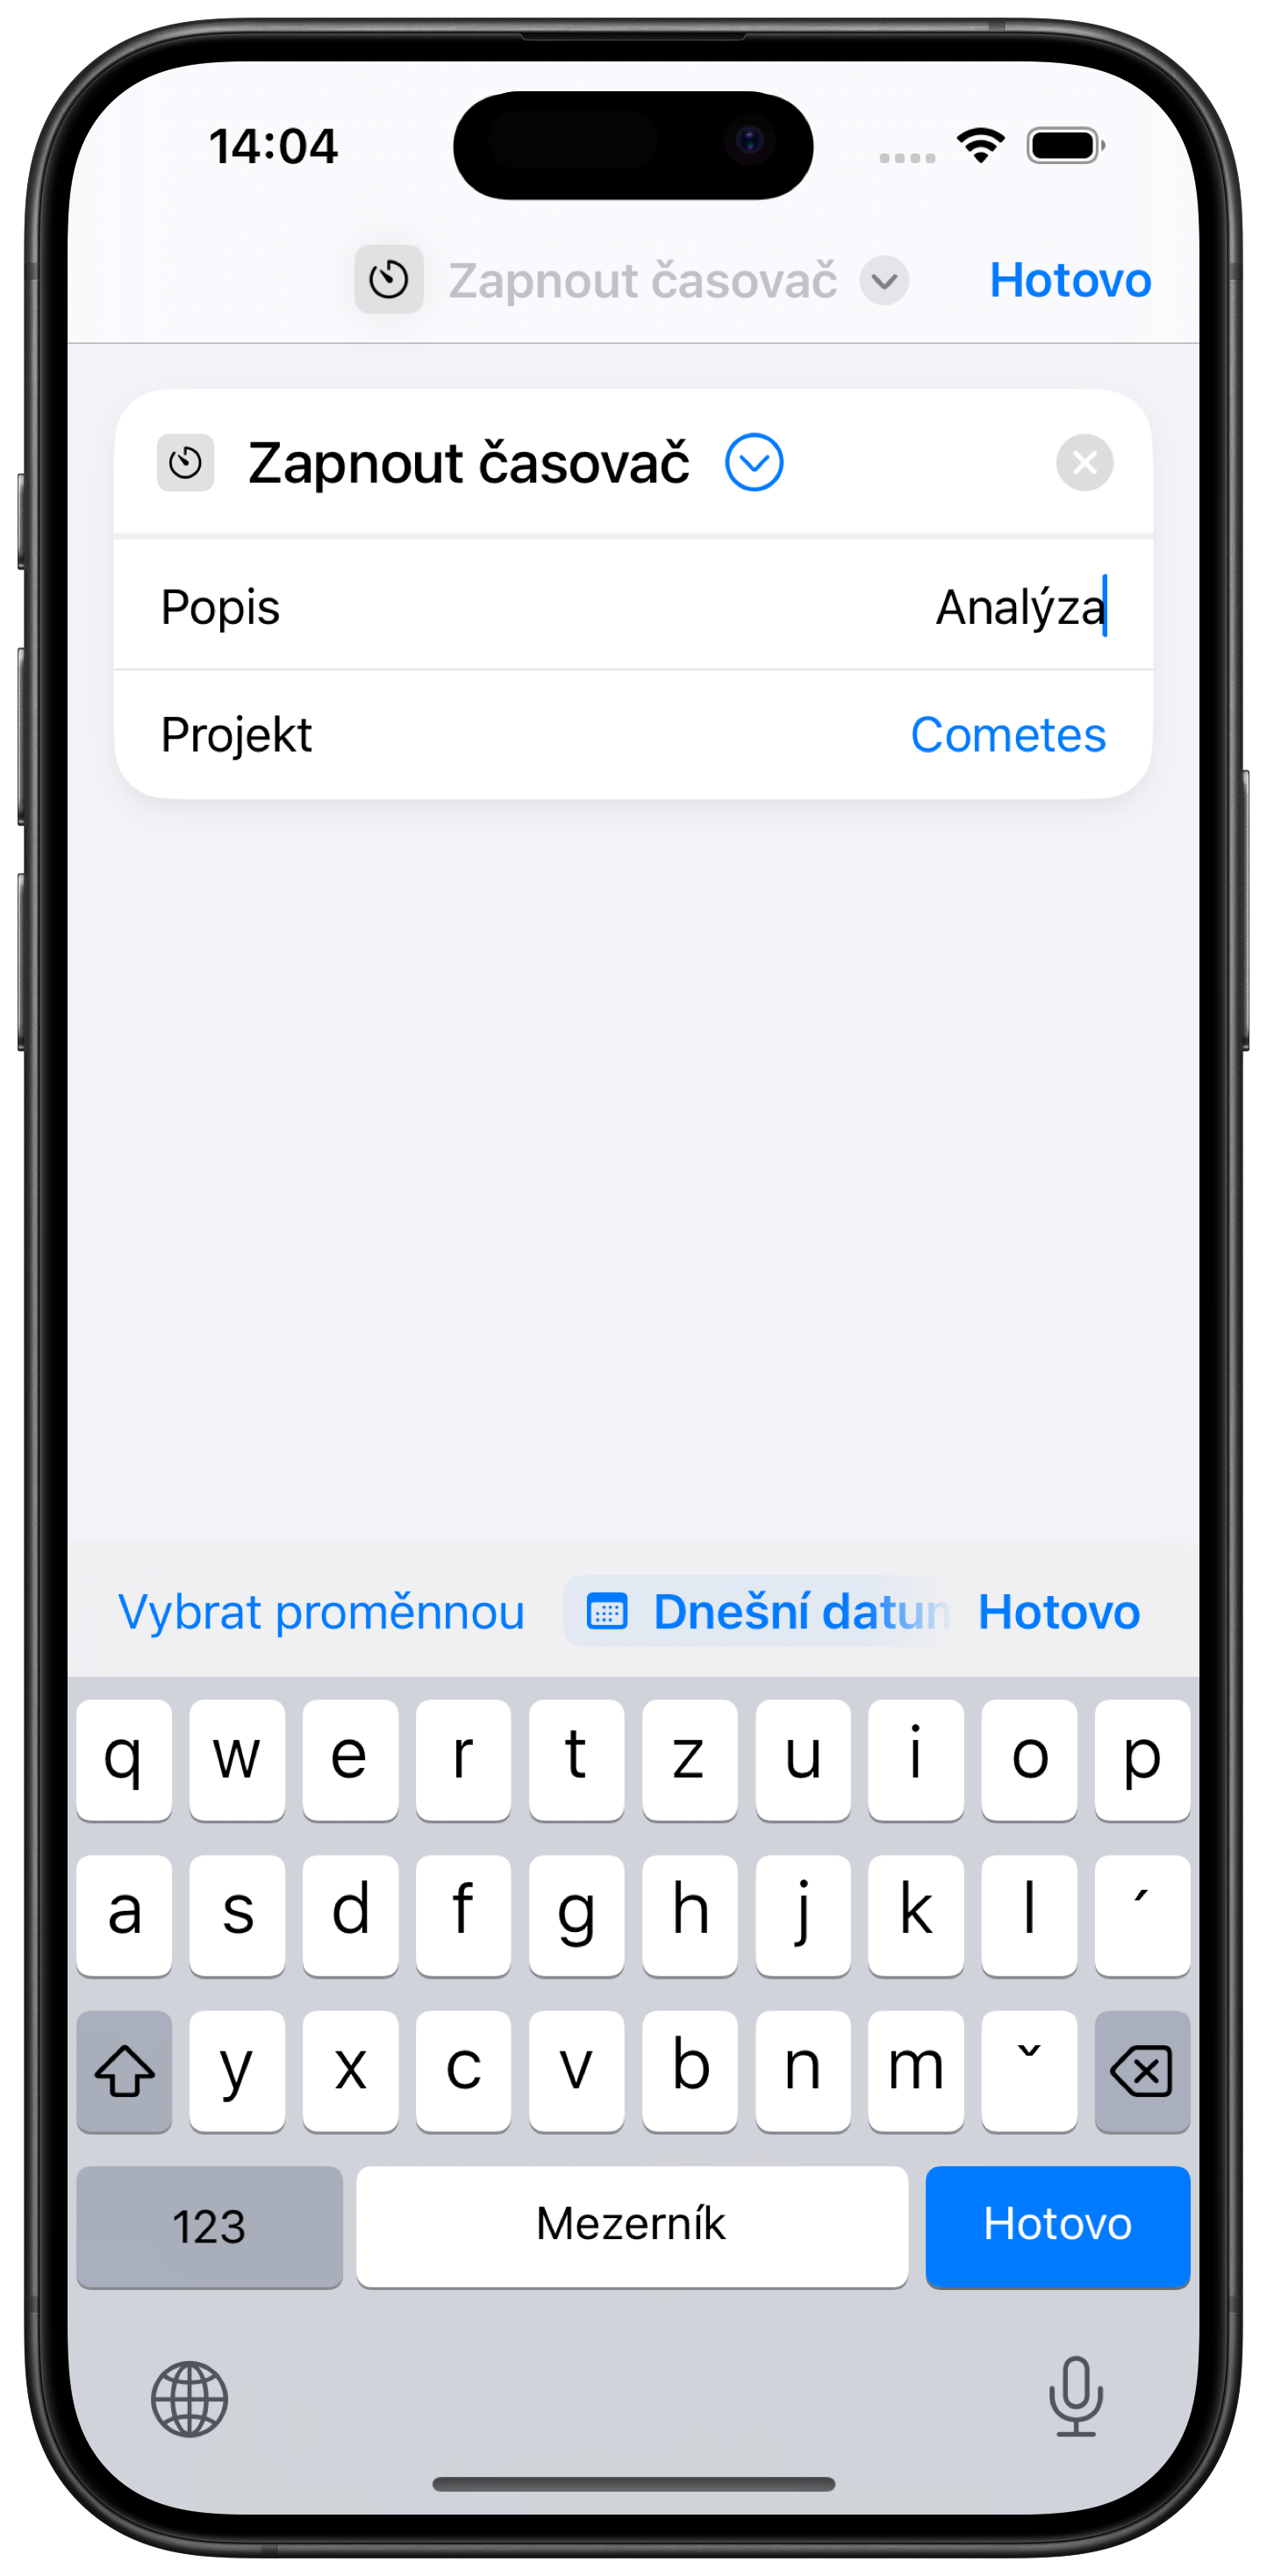 14:04
Zapnout časovač
Hotovo
Zapnout časovač
Popis
Analýza
Projekt
Cometes
Vybrat proměnnou
Dnešní datum
Hotovo
q w e r t z u i o p
a s d f g h j k l ´
y x c v b n m ˇ
123
Mezerník
Hotovo